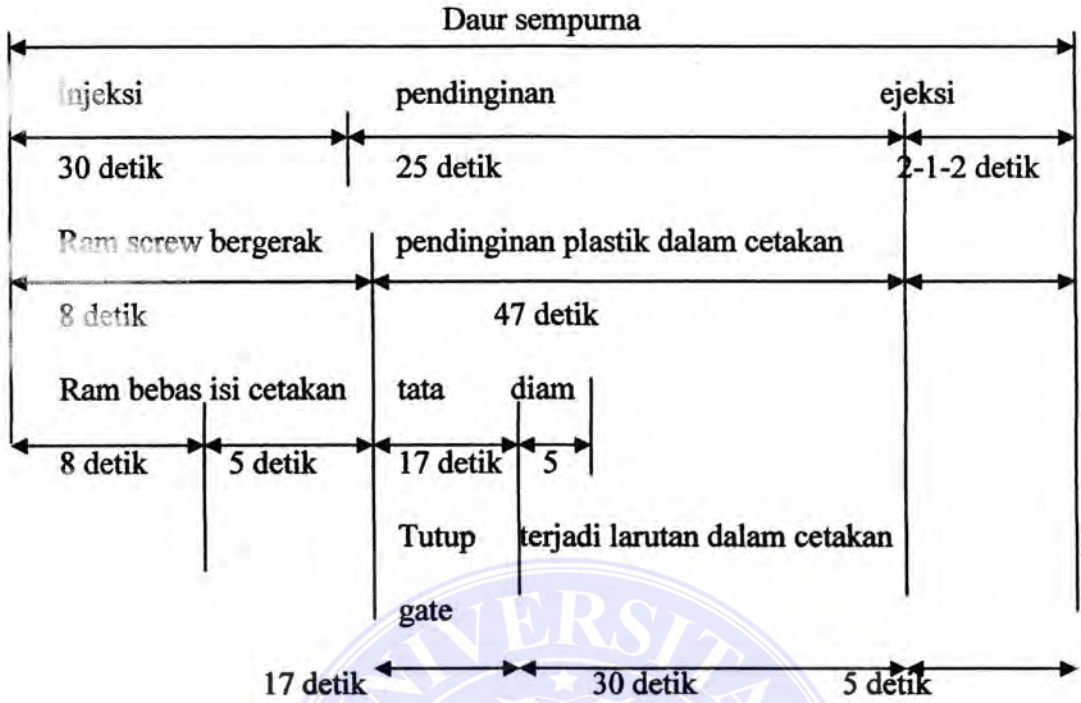 Daur sempurna
injeksi pendinginan ejeksi
30 detik 25 detik 2-1-2 detik
Ram screw bergerak pendinginan plastik dalam cetakan
8 detik 47 detik
Ram bebas isi cetakan tata diam
8 detik 5 detik 17 detik 5
Tutup terjadi larutan dalam cetakan
gate
17 detik 30 detik 5 detik